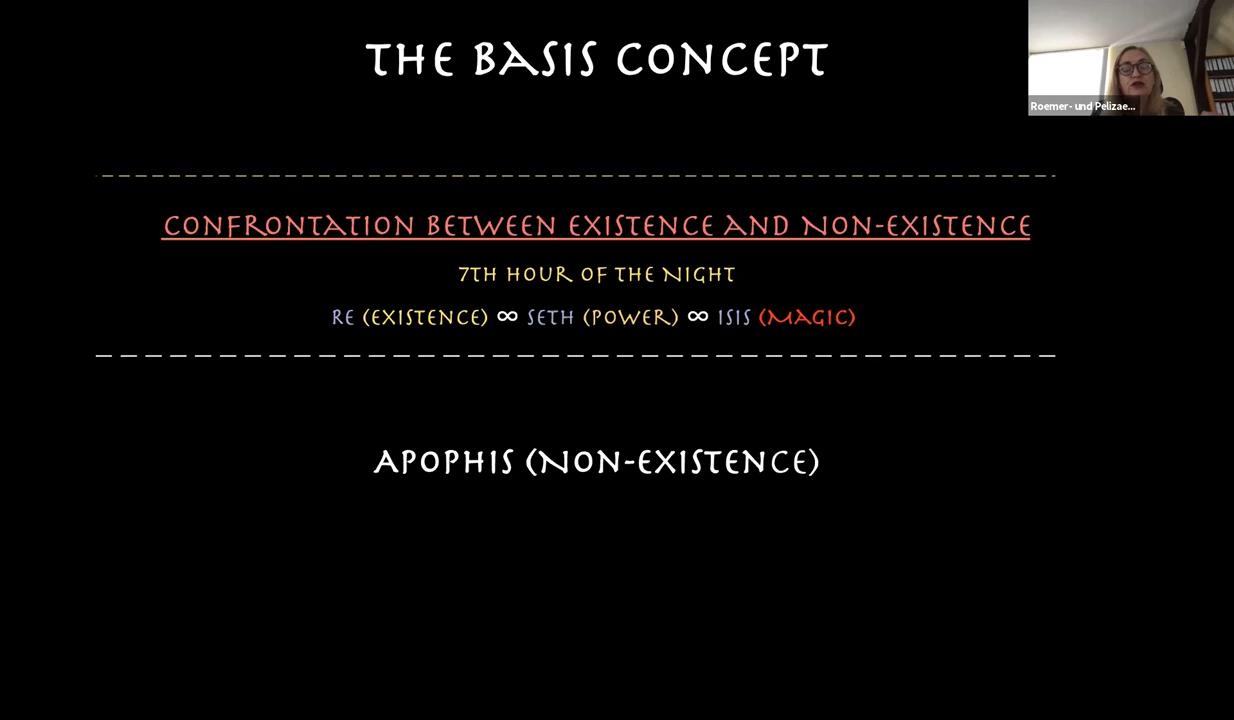 THE BASIS CONCEPT
Roemer- und Pelizae...
CONFRONTATION BETWEEN EXISTENCE AND NON-EXISTENCE
7TH HOUR OF THE NIGHT
RE (EXISTENCE) ∞ SETH (POWER) ∞ ISIS (MAGIC)
APOPHIS (NON-EXISTENCE)